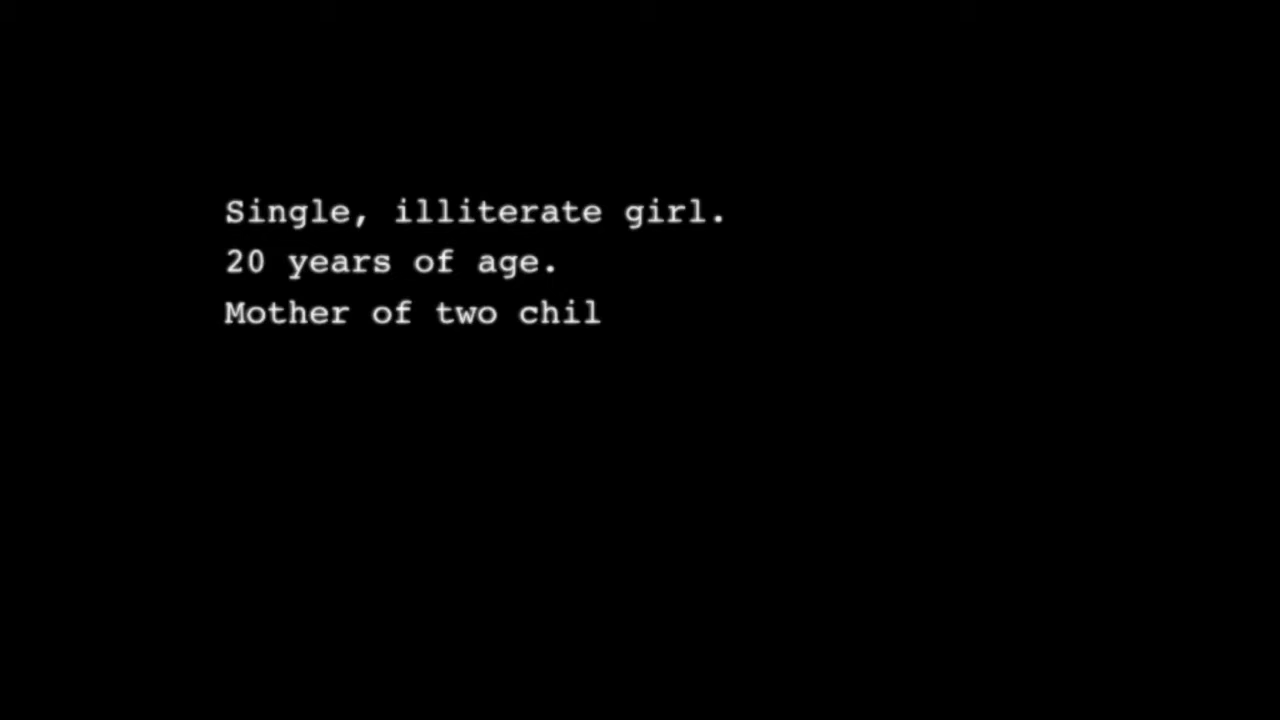 Single, illiterate girl.
20 years of age.
Mother of two chil